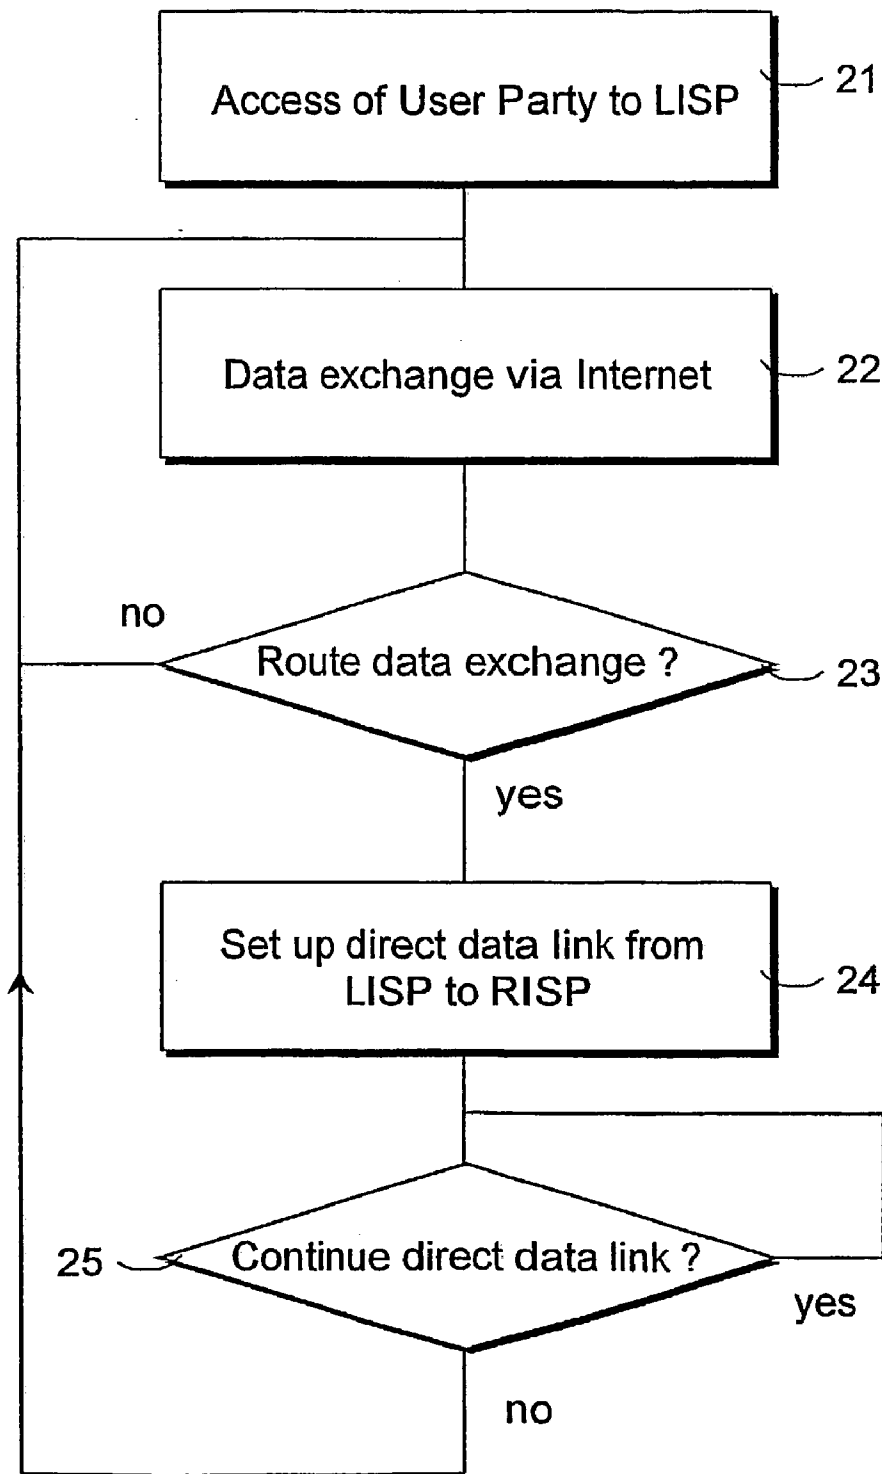 Access of User Party to LISP
21
Data exchange via Internet
22
no
Route data exchange ?
23
yes
Set up direct data link from
LISP to RISP
24
25
Continue direct data link ?
yes
no